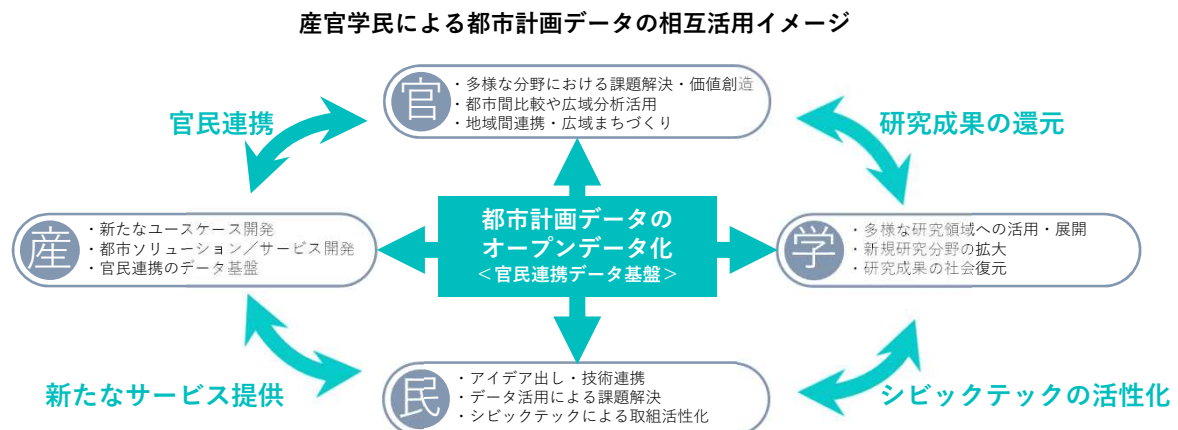 産官学民による都市計画データの相互活用イメージ
官
・多様な分野における課題解決・価値創造
・都市間比較や広域分析活用
・地域間連携・広域まちづくり
官民連携
研究成果の還元
産
・新たなユースケース開発
・都市ソリューション／サービス開発
・官民連携のデータ基盤
都市計画データの
オープンデータ化
＜官民連携データ基盤＞
学
・多様な研究領域への活用・展開
・新規研究分野の拡大
・研究成果の社会復元
新たなサービス提供
民
・アイデア出し・技術連携
・データ活用による課題解決
・シビックテックによる取組活性化
シビックテックの活性化